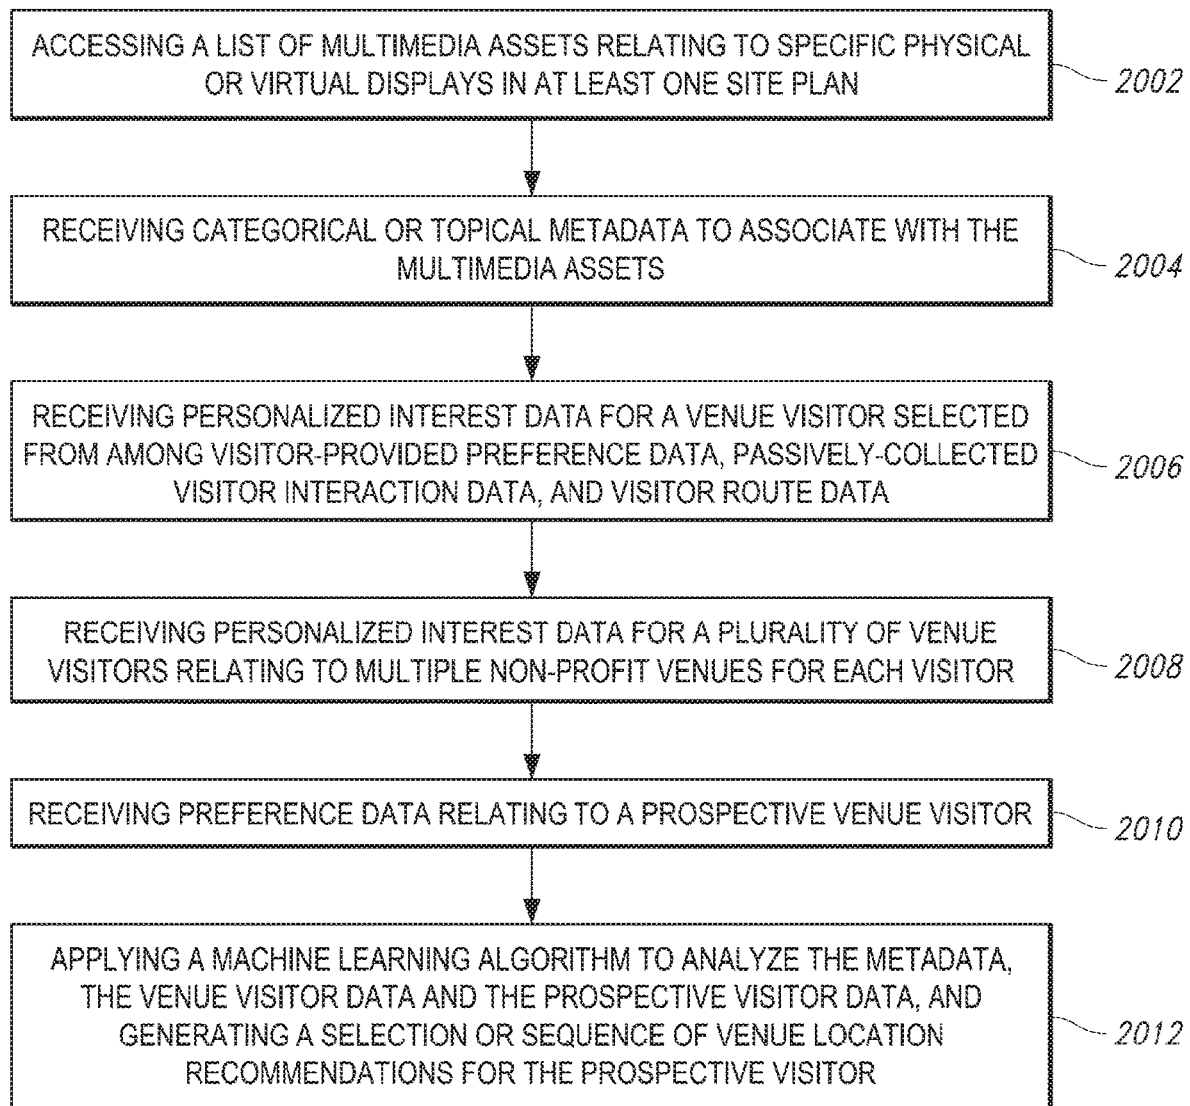 ACCESSING A LIST OF MULTIMEDIA ASSETS RELATING TO SPECIFIC PHYSICAL
OR VIRTUAL DISPLAYS IN AT LEAST ONE SITE PLAN
2002
RECEIVING CATEGORICAL OR TOPICAL METADATA TO ASSOCIATE WITH THE
MULTIMEDIA ASSETS
2004
RECEIVING PERSONALIZED INTEREST DATA FOR A VENUE VISITOR SELECTED
FROM AMONG VISITOR-PROVIDED PREFERENCE DATA, PASSIVELY-COLLECTED
VISITOR INTERACTION DATA, AND VISITOR ROUTE DATA
2006
RECEIVING PERSONALIZED INTEREST DATA FOR A PLURALITY OF VENUE
VISITORS RELATING TO MULTIPLE NON-PROFIT VENUES FOR EACH VISITOR
2008
RECEIVING PREFERENCE DATA RELATING TO A PROSPECTIVE VENUE VISITOR
2010
APPLYING A MACHINE LEARNING ALGORITHM TO ANALYZE THE METADATA,
THE VENUE VISITOR DATA AND THE PROSPECTIVE VISITOR DATA, AND
GENERATING A SELECTION OR SEQUENCE OF VENUE LOCATION
RECOMMENDATIONS FOR THE PROSPECTIVE VISITOR
2012